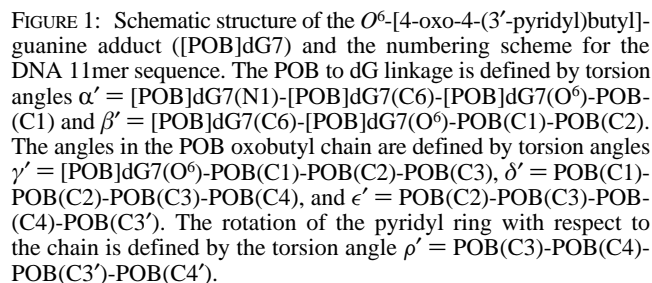 FIGURE 1: Schematic structure of the O⁶-[4-oxo-4-(3′-pyridyl)butyl]-
guanine adduct ([POB]dG7) and the numbering scheme for the
DNA 11mer sequence. The POB to dG linkage is defined by torsion
angles α′ = [POB]dG7(N1)-[POB]dG7(C6)-[POB]dG7(O⁶)-POB-
(C1) and β′ = [POB]dG7(C6)-[POB]dG7(O⁶)-POB(C1)-POB(C2).
The angles in the POB oxobutyl chain are defined by torsion angles
γ′ = [POB]dG7(O⁶)-POB(C1)-POB(C2)-POB(C3), δ′ = POB(C1)-
POB(C2)-POB(C3)-POB(C4), and ϵ′ = POB(C2)-POB(C3)-POB-
(C4)-POB(C3′). The rotation of the pyridyl ring with respect to
the chain is defined by the torsion angle ρ′ = POB(C3)-POB(C4)-
POB(C3′)-POB(C4′).